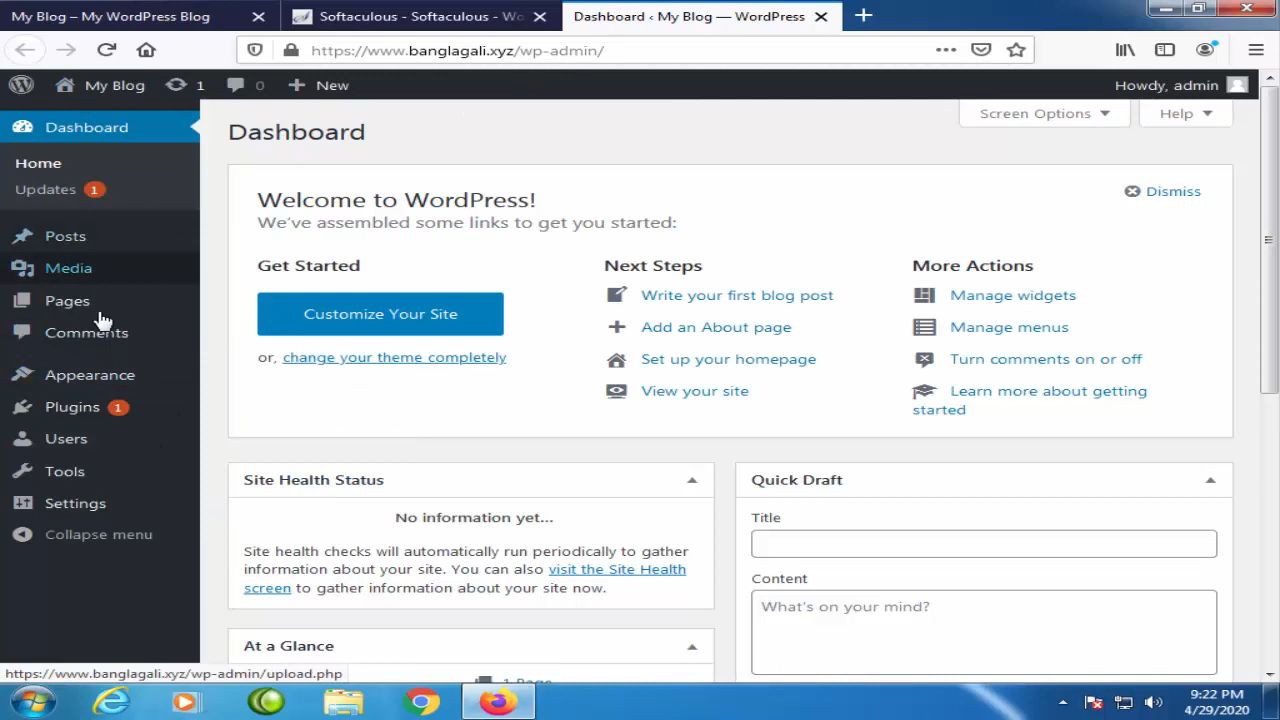 My Blog – My WordPress Blog
Softaculous - Softaculous - Wo
Dashboard ‹ My Blog — WordPress
https://www.banglagali.xyz/wp-admin/
My Blog
1
0
New
Howdy, admin
Dashboard
Home
Updates 1
Posts
Media
Pages
Comments
Appearance
Plugins 1
Users
Tools
Settings
Collapse menu
Screen Options
Help
Dashboard
Welcome to WordPress!
Dismiss
We've assembled some links to get you started:
Get Started
Customize Your Site
or, change your theme completely
Next Steps
Write your first blog post
Add an About page
Set up your homepage
View your site
More Actions
Manage widgets
Manage menus
Turn comments on or off
Learn more about getting
started
Site Health Status
No information yet...
Site health checks will automatically run periodically to gather
information about your site. You can also visit the Site Health
screen to gather information about your site now.
At a Glance
1 Page
Quick Draft
Title
Content
What's on your mind?
https://www.banglagali.xyz/wp-admin/upload.php
9:22 PM
4/29/2020